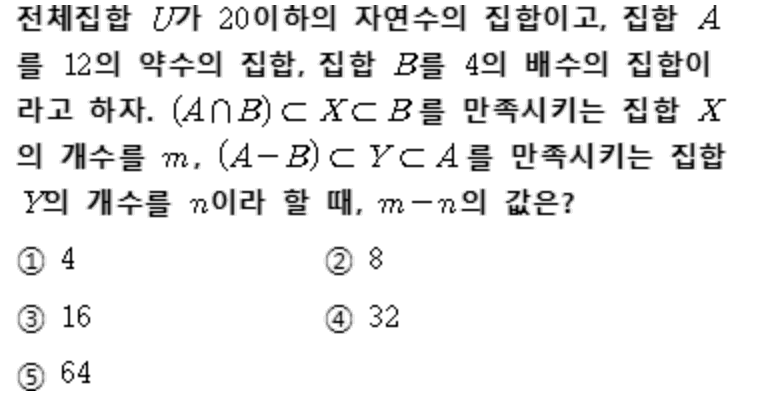 전체집합 U가 20이하의 자연수의 집합이고, 집합 A
를 12의 약수의 집합, 집합 B를 4의 배수의 집합이
라고 하자. (A∩B)⊂X⊂B를 만족시키는 집합 X
의 개수를 m, (A−B)⊂Y⊂A를 만족시키는 집합
Y의 개수를 n이라 할 때, m−n의 값은?
① 4 ② 8
③ 16 ④ 32
⑤ 64